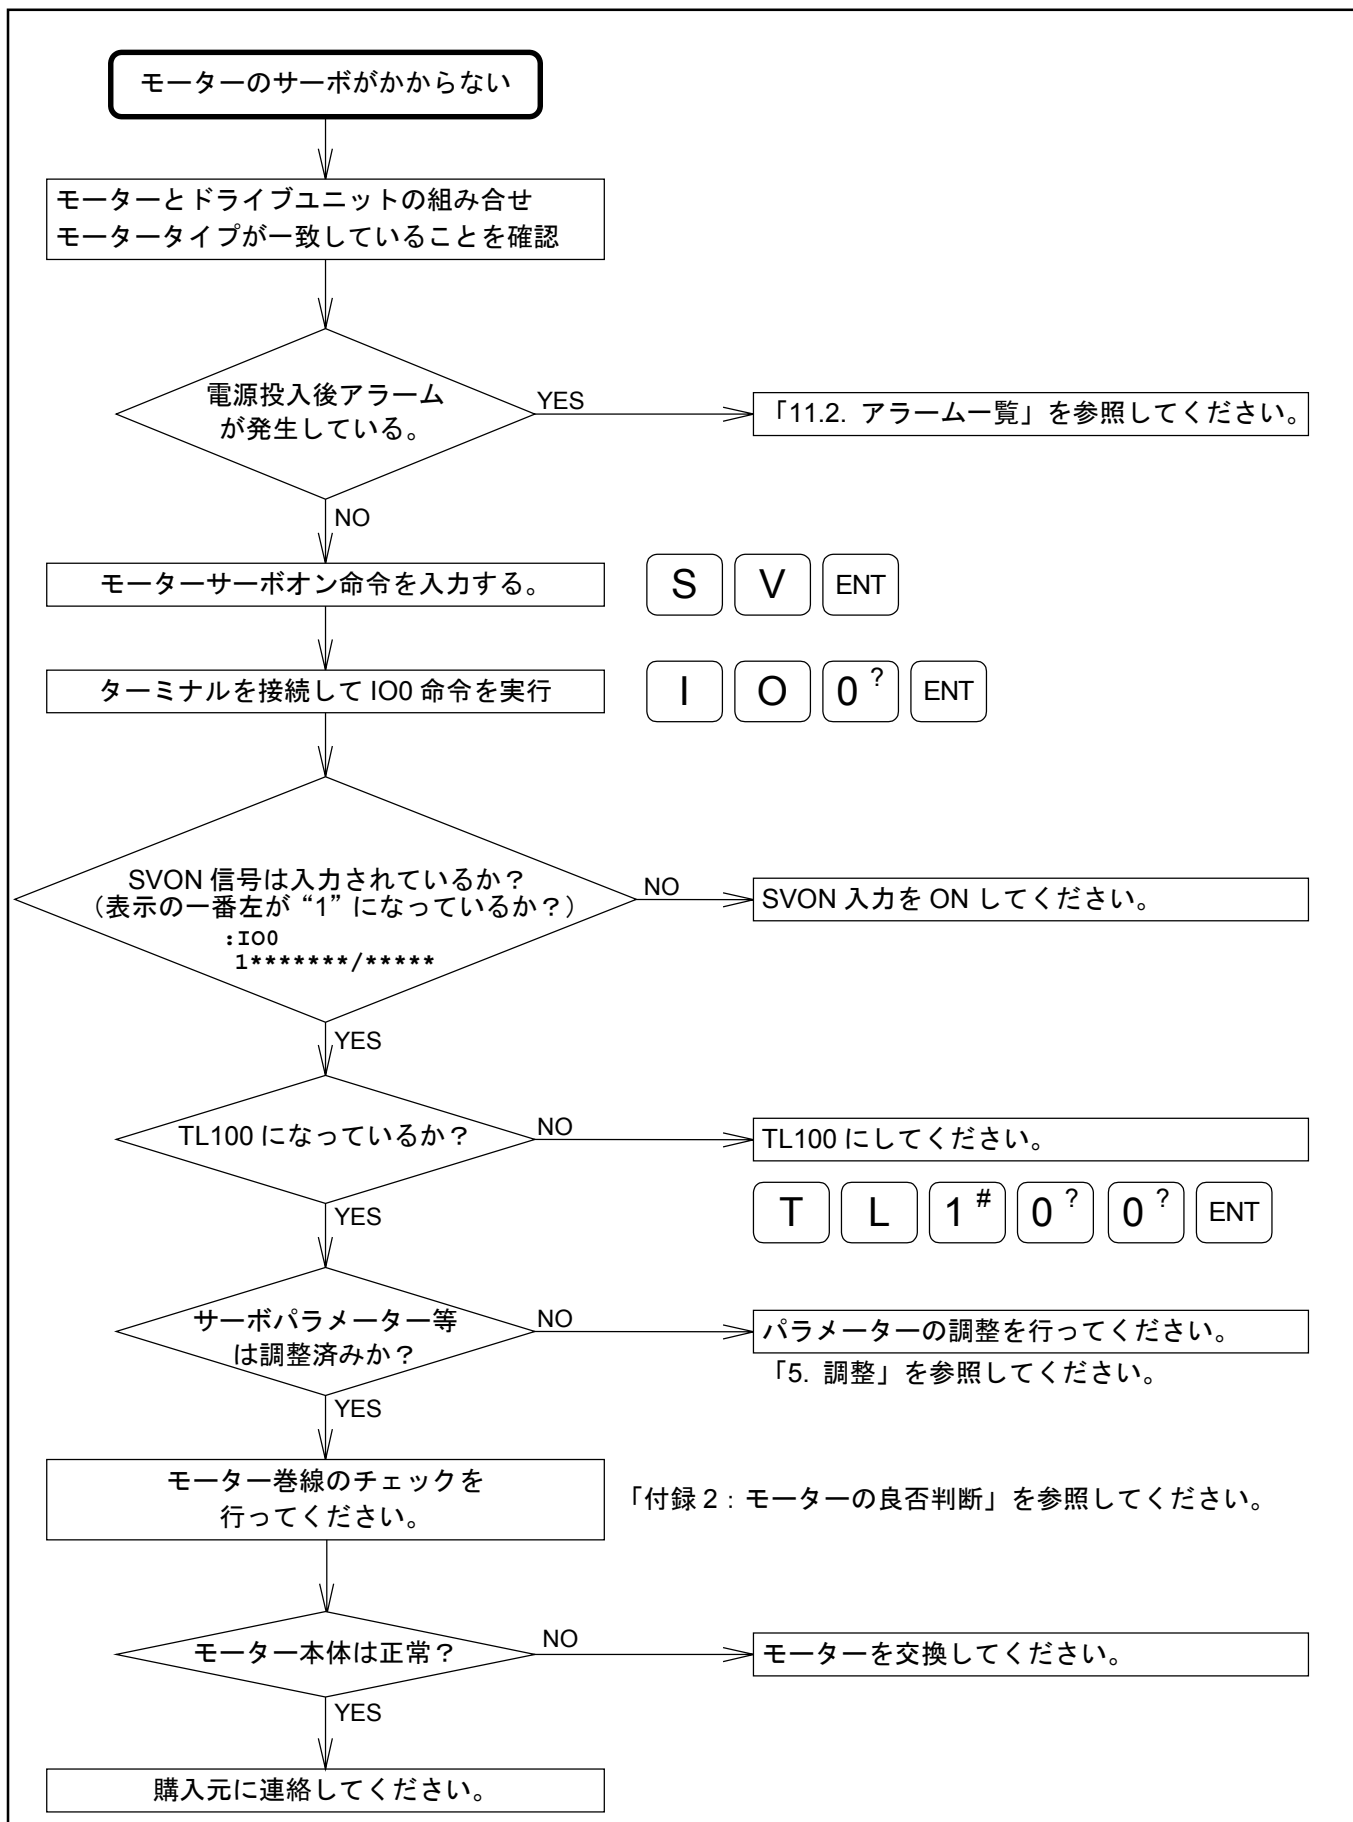 モーターのサーボがかからない
モーターとドライブユニットの組み合せ
モータータイプが一致していることを確認
電源投入後アラーム
が発生している。
YES
「11.2. アラーム一覧」を参照してください。
NO
モーターサーボオン命令を入力する。
S V ENT
ターミナルを接続して IO0 命令を実行
I O 0 ? ENT
SVON 信号は入力されているか？
（表示の一番左が “1” になっているか？）
:IO0
1*******/*****
NO
SVON 入力を ON してください。
YES
TL100 になっているか？
NO
TL100 にしてください。
T L 1 # 0 ? 0 ? ENT
YES
サーボパラメーター等
は調整済みか？
NO
パラメーターの調整を行ってください。
「5. 調整」を参照してください。
YES
モーター巻線のチェックを
行ってください。
「付録 2：モーターの良否判断」を参照してください。
モーター本体は正常？
NO
モーターを交換してください。
YES
購入元に連絡してください。